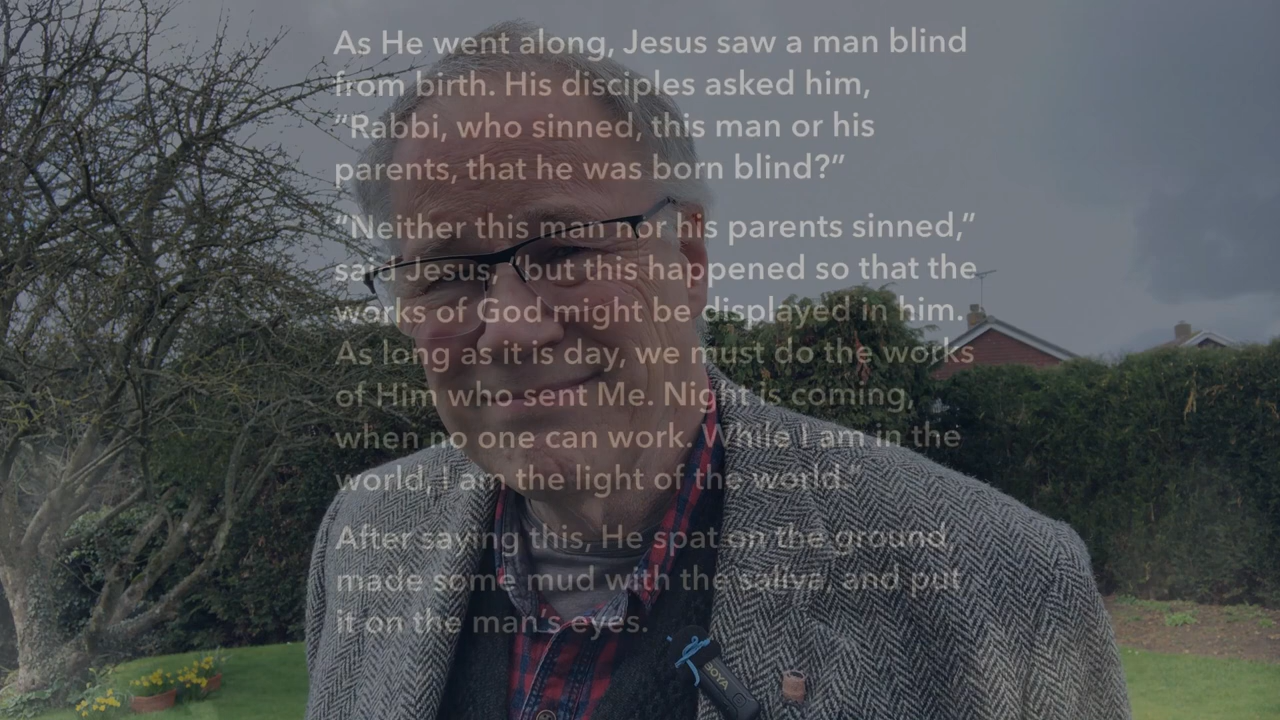 As He went along, Jesus saw a man blind
from birth. His disciples asked him,
“Rabbi, who sinned, this man or his
parents, that he was born blind?”
“Neither this man nor his parents sinned,”
said Jesus, “but this happened so that the
works of God might be displayed in him.
As long as it is day, we must do the works
of Him who sent Me. Night is coming,
when no one can work. While I am in the
world, I am the light of the world.”
After saying this, He spat on the ground
made some mud with the saliva, and put
it on the man’s eyes.
BOYA